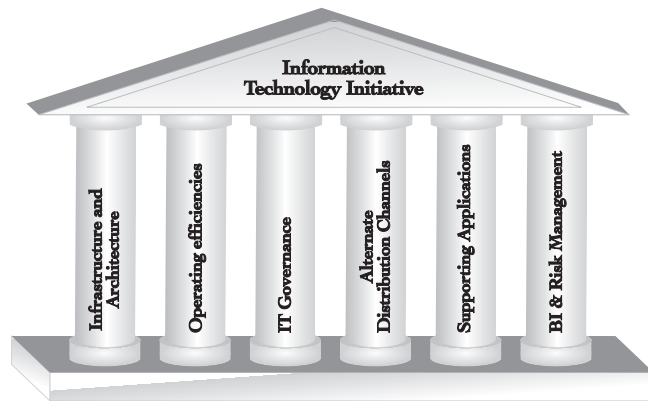 Information
Technology Initiative
Infrastructure and
Architecture
Operating efficiencies
IT Governance
Alternate
Distribution Channels
Supporting Applications
BI & Risk Management